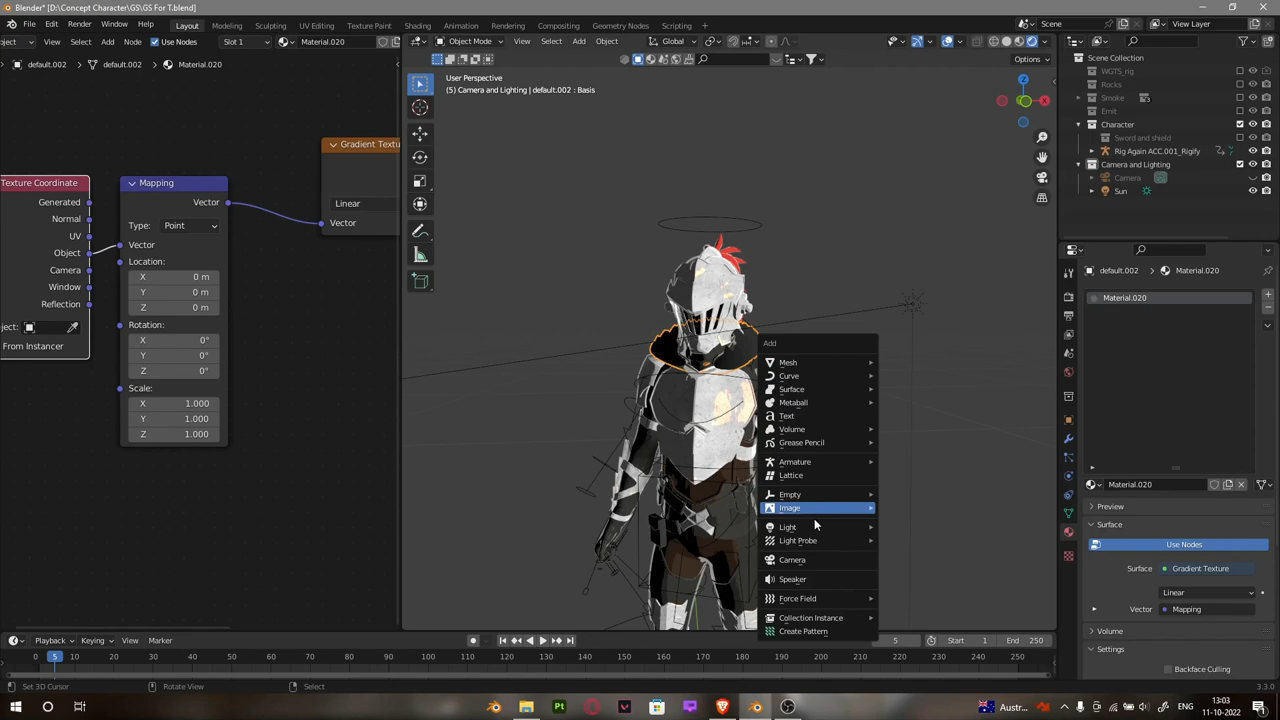 Blender* [D:\Concept Character\GS\GS For T.blend]
File Edit Render Window Help Layout Modeling Sculpting UV Editing Texture Paint Shading Animation Rendering Compositing Geometry Nodes Scripting + Scene View Layer
View Select Add Node Use Nodes Slot 1 Material.020
Object Mode View Select Add Object Global
default.002 > default.002 > Material.020
Options
User Perspective
(5) Camera and Lighting | default.002 : Basis
Texture Coordinate
Generated
Normal
UV
Object
Camera
Window
Reflection
From Instancer
Mapping
Vector
Type: Point
Vector
Location:
X 0 m
Y 0 m
Z 0 m
Rotation:
X 0°
Y 0°
Z 0°
Scale:
X 1.000
Y 1.000
Z 1.000
Gradient Textu
Linear
Vector
Z
X
Add
Mesh
Curve
Surface
Metaball
Text
Volume
Grease Pencil
Armature
Lattice
Empty
Image
Light
Light Probe
Camera
Speaker
Force Field
Collection Instance
Create Pattern
Scene Collection
WGTS_rig
Rocks
Smoke
Emit
Character
Sword and shield
Rig Again ACC.001_Rigify
Camera and Lighting
Camera
Sun
default.002 > Material.020
Material.020
Material.020
Preview
Surface
Use Nodes
Surface Gradient Texture
Linear
Vector Mapping
Volume
Settings
Backface Culling
Playback Keying View Marker 5 Start 1 End 250
0 5 10 20 30 40 50 60 70 80 90 100 110 120 130 140 150 160 170 180 190 200 210 220 230 240 250
Set 3D Cursor Rotate View Select 3.3.0
Pt
Austr...
ENG
13:03
11-10-2022